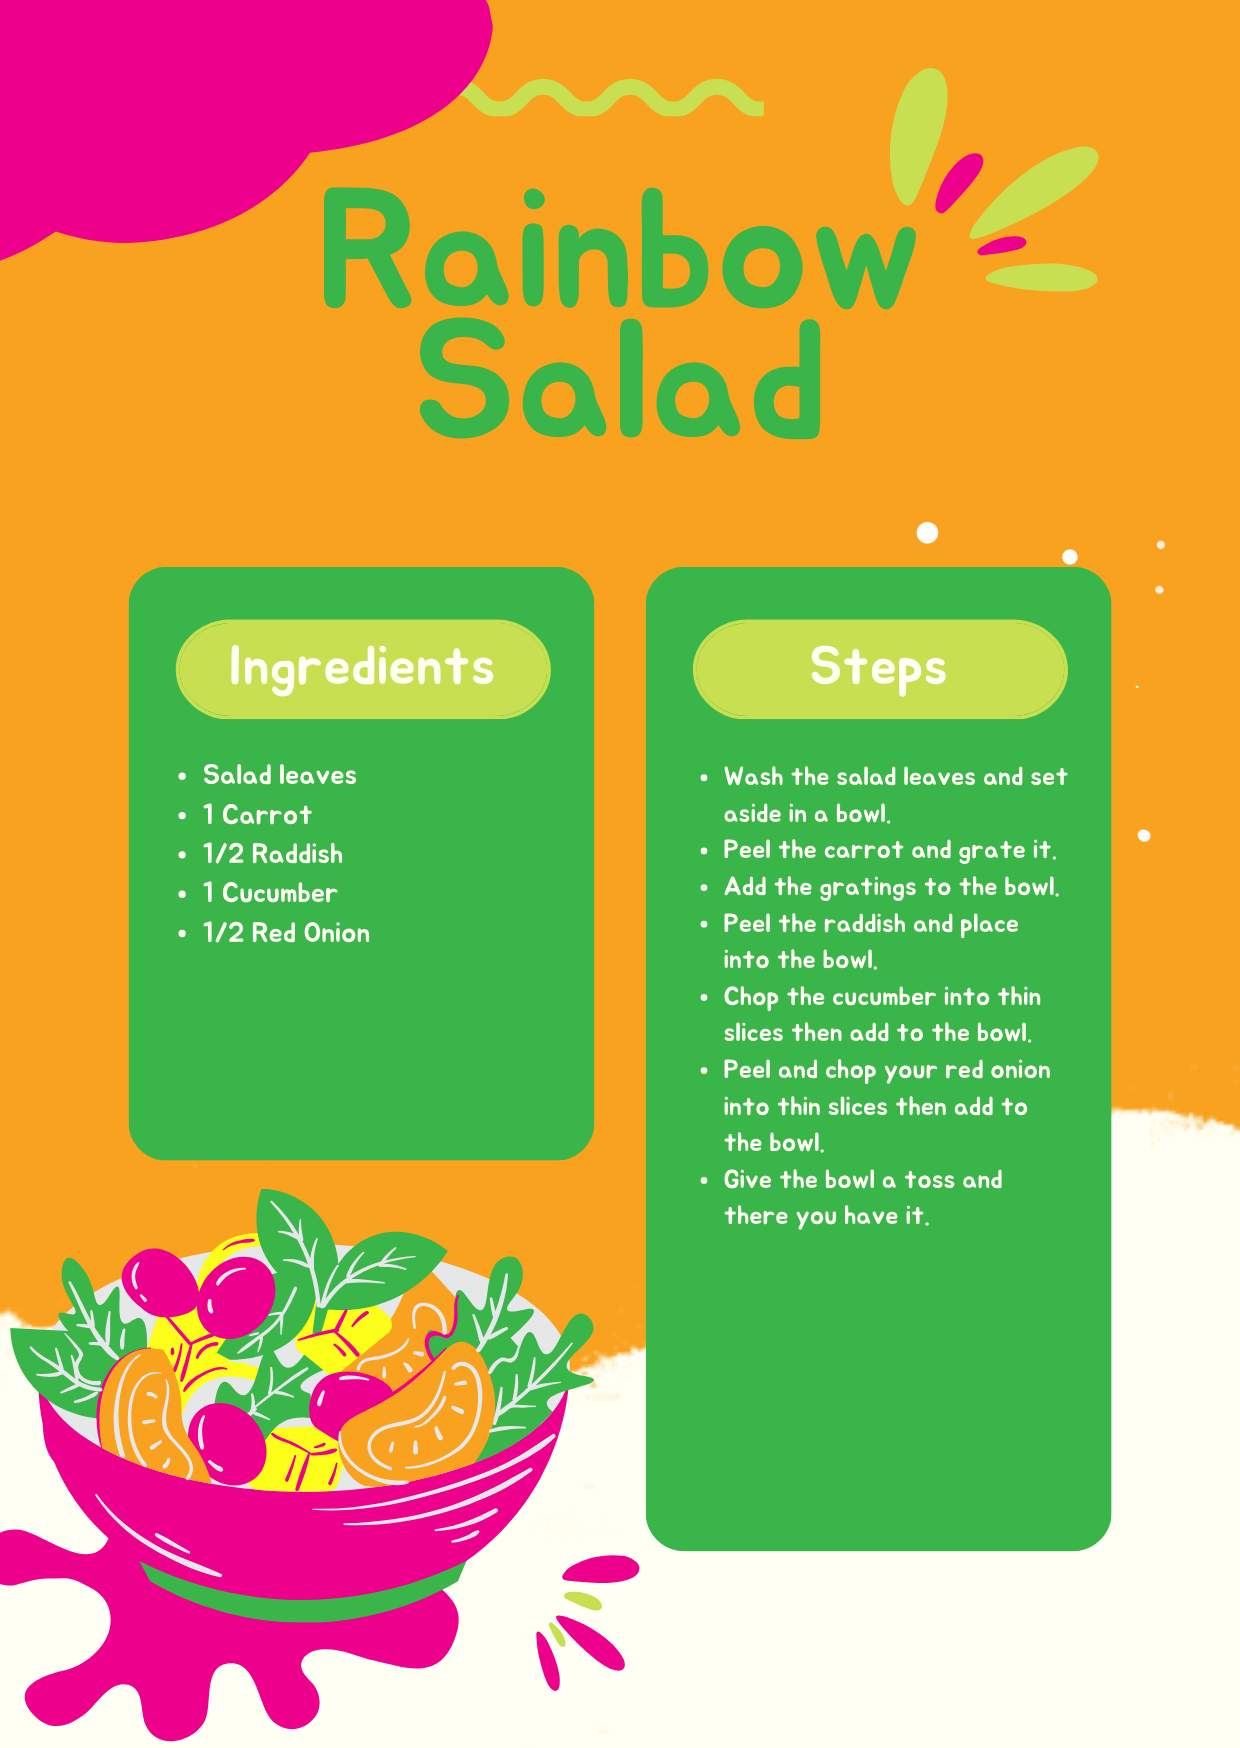 Rainbow
Salad
Ingredients
• Salad leaves
• 1 Carrot
• 1/2 Raddish
• 1 Cucumber
• 1/2 Red Onion
Steps
• Wash the salad leaves and set
aside in a bowl.
• Peel the carrot and grate it.
• Add the gratings to the bowl.
• Peel the raddish and place
into the bowl.
• Chop the cucumber into thin
slices then add to the bowl.
• Peel and chop your red onion
into thin slices then add to
the bowl.
• Give the bowl a toss and
there you have it.